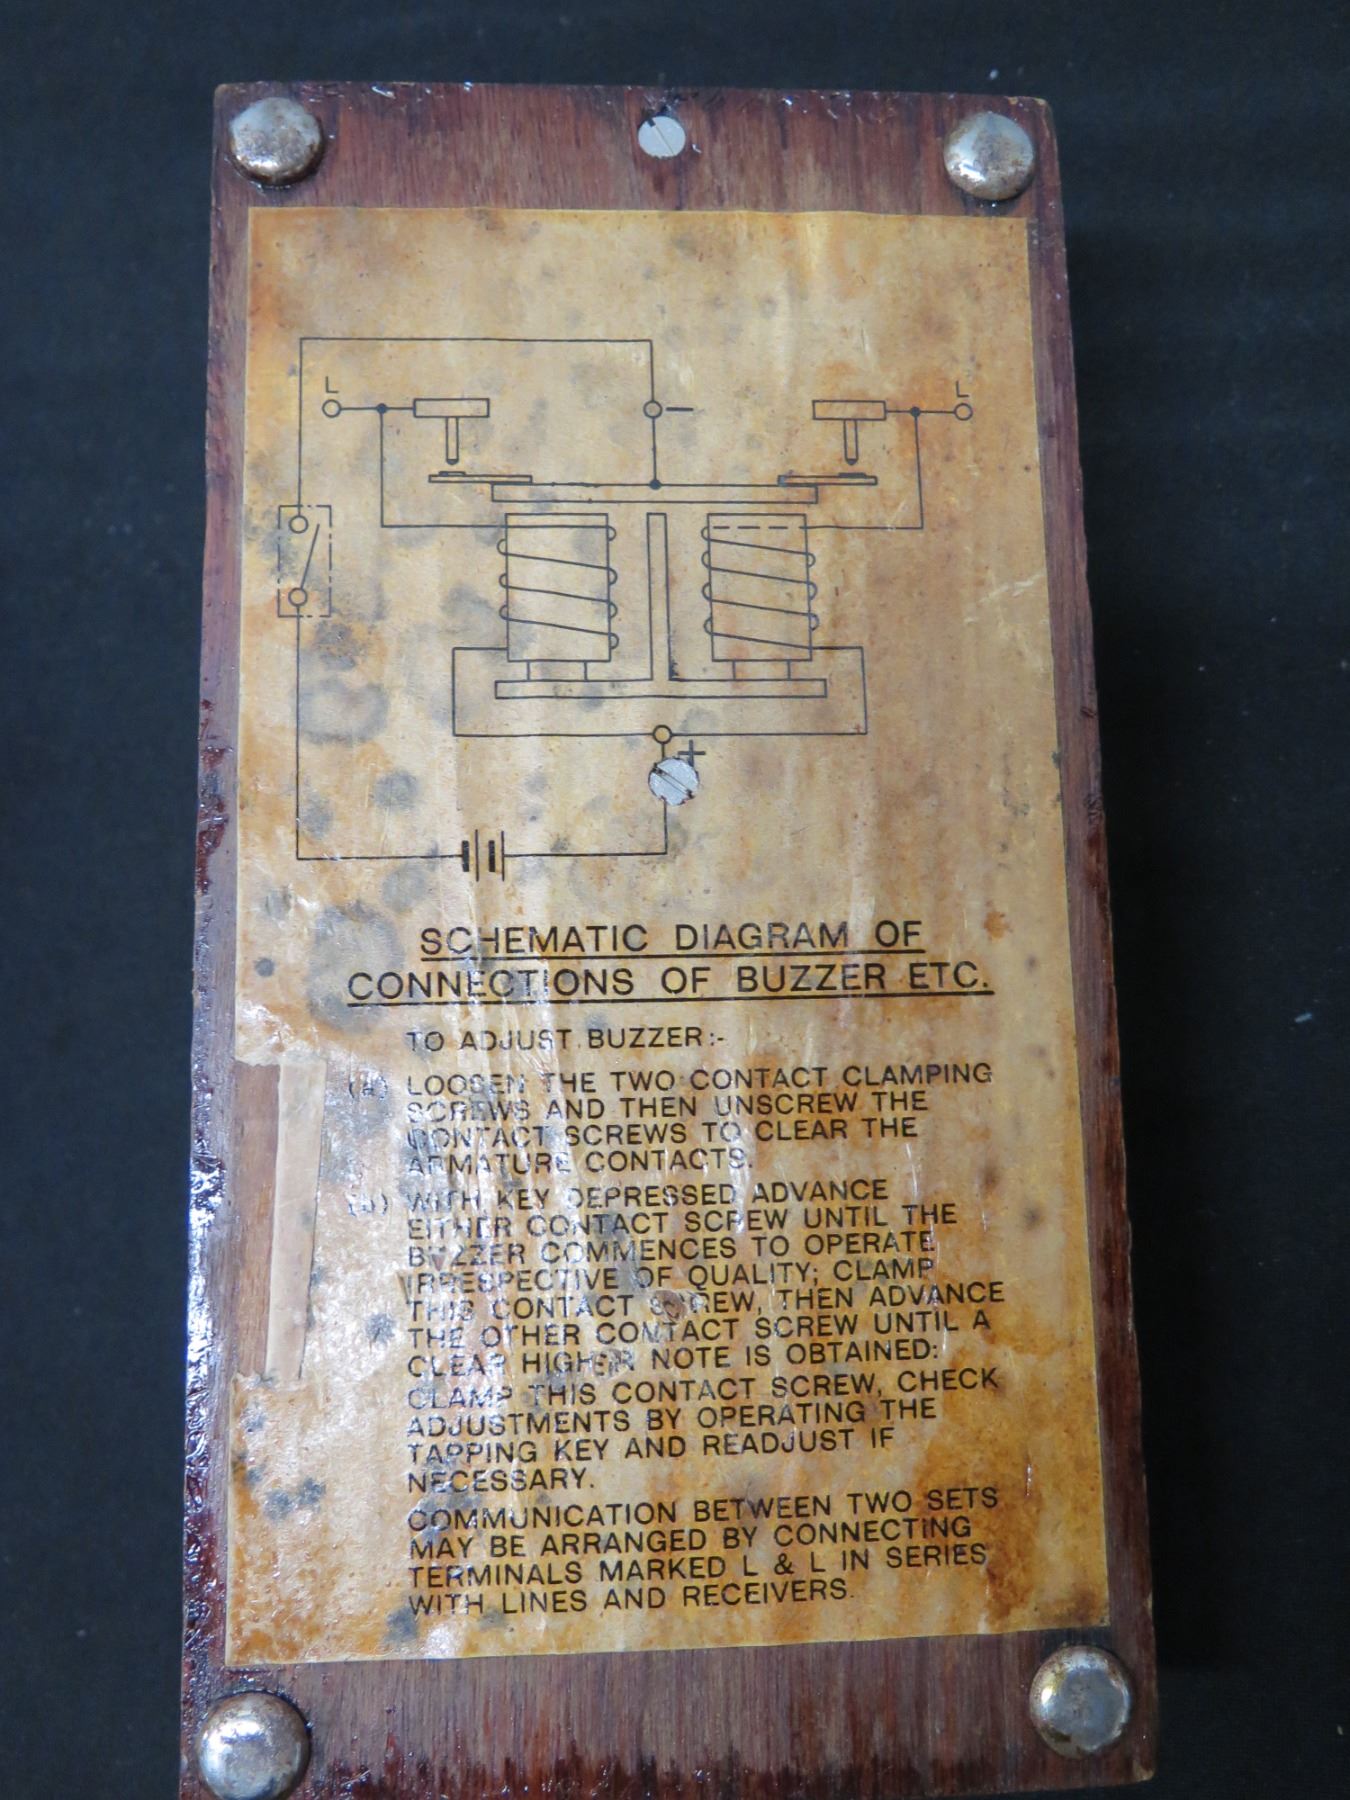 L
L
−
+
SCHEMATIC DIAGRAM OF
CONNECTIONS OF BUZZER ETC.
TO ADJUST BUZZER:-
(a) LOOSEN THE TWO CONTACT CLAMPING
SCREWS AND THEN UNSCREW THE
CONTACT SCREWS TO CLEAR THE
ARMATURE CONTACTS.
(b) WITH KEY DEPRESSED ADVANCE
EITHER CONTACT SCREW UNTIL THE
BUZZER COMMENCES TO OPERATE
IRRESPECTIVE OF QUALITY; CLAMP
THIS CONTACT SCREW, THEN ADVANCE
THE OTHER CONTACT SCREW UNTIL A
CLEAR HIGHER NOTE IS OBTAINED:
CLAMP THIS CONTACT SCREW, CHECK
ADJUSTMENTS BY OPERATING THE
TAPPING KEY AND READJUST IF
NECESSARY.
COMMUNICATION BETWEEN TWO SETS
MAY BE ARRANGED BY CONNECTING
TERMINALS MARKED L & L IN SERIES
WITH LINES AND RECEIVERS.